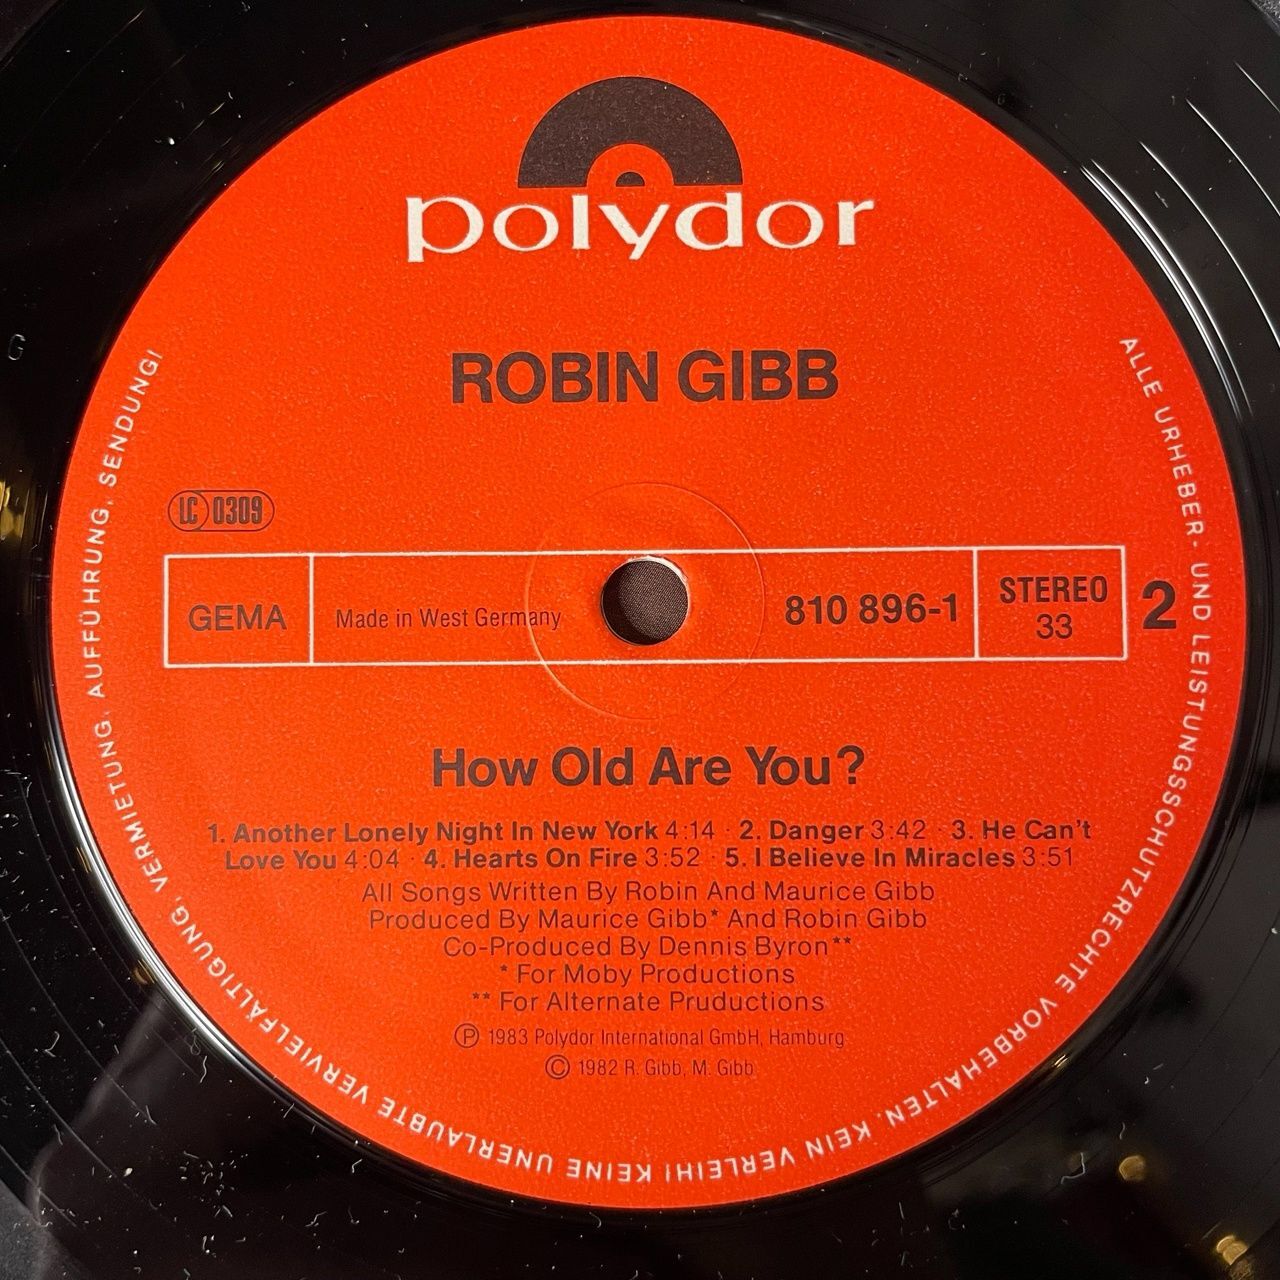 polydor
ROBIN GIBB
LC 0309
GEMA
Made in West Germany
810 896-1
STEREO
33
2
How Old Are You?
1. Another Lonely Night In New York 4:14 · 2. Danger 3:42 · 3. He Can't
Love You 4:04 · 4. Hearts On Fire 3:52 · 5. I Believe In Miracles 3:51
All Songs Written By Robin And Maurice Gibb
Produced By Maurice Gibb* And Robin Gibb
Co-Produced By Dennis Byron**
* For Moby Productions
** For Alternate Pruductions
Ⓟ 1983 Polydor International GmbH, Hamburg
© 1982 R. Gibb, M. Gibb
ALLE URHEBER- UND LEISTUNGSSCHUTZRECHTE VORBEHALTEN. KEIN VERLEIH! KEINE UNERLAUBTE VERVIELFÄLTIGUNG, VERMIETUNG, AUFFÜHRUNG, SENDUNG!
G